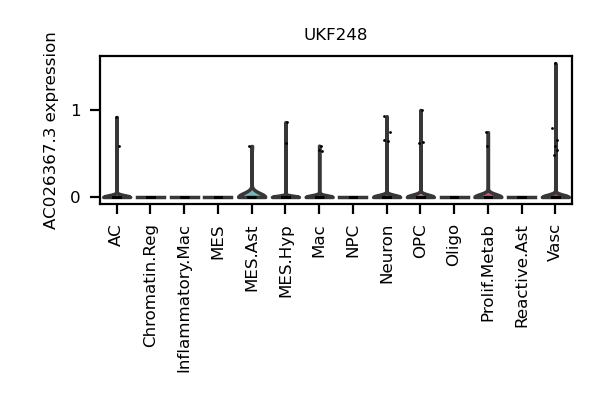 UKF248
AC026367.3 expression
1
0
AC
Chromatin.Reg
Inflammatory.Mac
MES
MES.Ast
MES.Hyp
Mac
NPC
Neuron
OPC
Oligo
Prolif.Metab
Reactive.Ast
Vasc